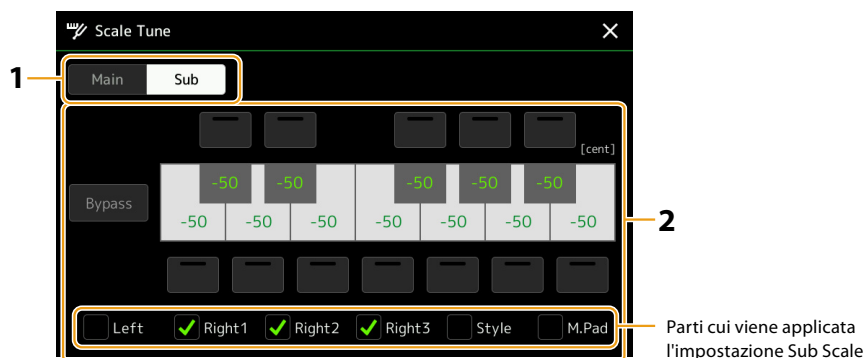 Scale Tune
1
Main Sub
[cent]
-50 -50 -50 -50 -50
Bypass
-50 -50 -50 -50 -50 -50 -50
2
Left Right1 Right2 Right3 Style M.Pad
Parti cui viene applicata
l'impostazione Sub Scale